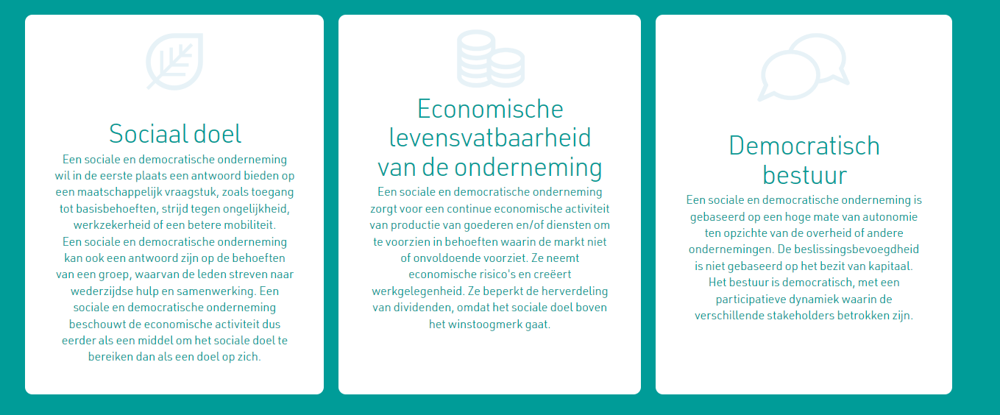 Sociaal doel
Een sociale en democratische onderneming
wil in de eerste plaats een antwoord bieden op
een maatschappelijk vraagstuk, zoals toegang
tot basisbehoeften, strijd tegen ongelijkheid,
werkzekerheid of een betere mobiliteit.
Een sociale en democratische onderneming
kan ook een antwoord zijn op de behoeften
van een groep, waarvan de leden streven naar
wederzijdse hulp en samenwerking. Een
sociale en democratische onderneming
beschouwt de economische activiteit dus
eerder als een middel om het sociale doel te
bereiken dan als een doel op zich.
Economische
levensvatbaarheid
van de onderneming
Een sociale en democratische onderneming
zorgt voor een continue economische activiteit
van productie van goederen en/of diensten om
te voorzien in behoeften waarin de markt niet
of onvoldoende voorziet. Ze neemt
economische risico's en creëert
werkgelegenheid. Ze beperkt de herverdeling
van dividenden, omdat het sociale doel boven
het winstoogmerk gaat.
Democratisch
bestuur
Een sociale en democratische onderneming is
gebaseerd op een hoge mate van autonomie
ten opzichte van de overheid of andere
ondernemingen. De beslissingsbevoegdheid
is niet gebaseerd op het bezit van kapitaal.
Het bestuur is democratisch, met een
participatieve dynamiek waarin de
verschillende stakeholders betrokken zijn.